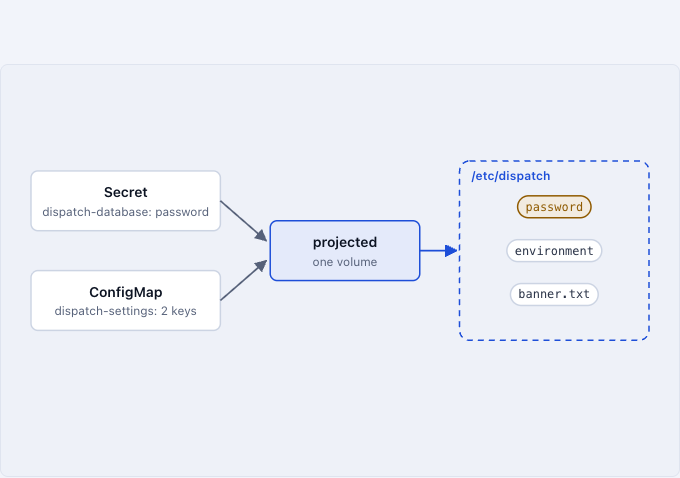 Secret
dispatch-database: password
ConfigMap
dispatch-settings: 2 keys
projected
one volume
/etc/dispatch
password
environment
banner.txt